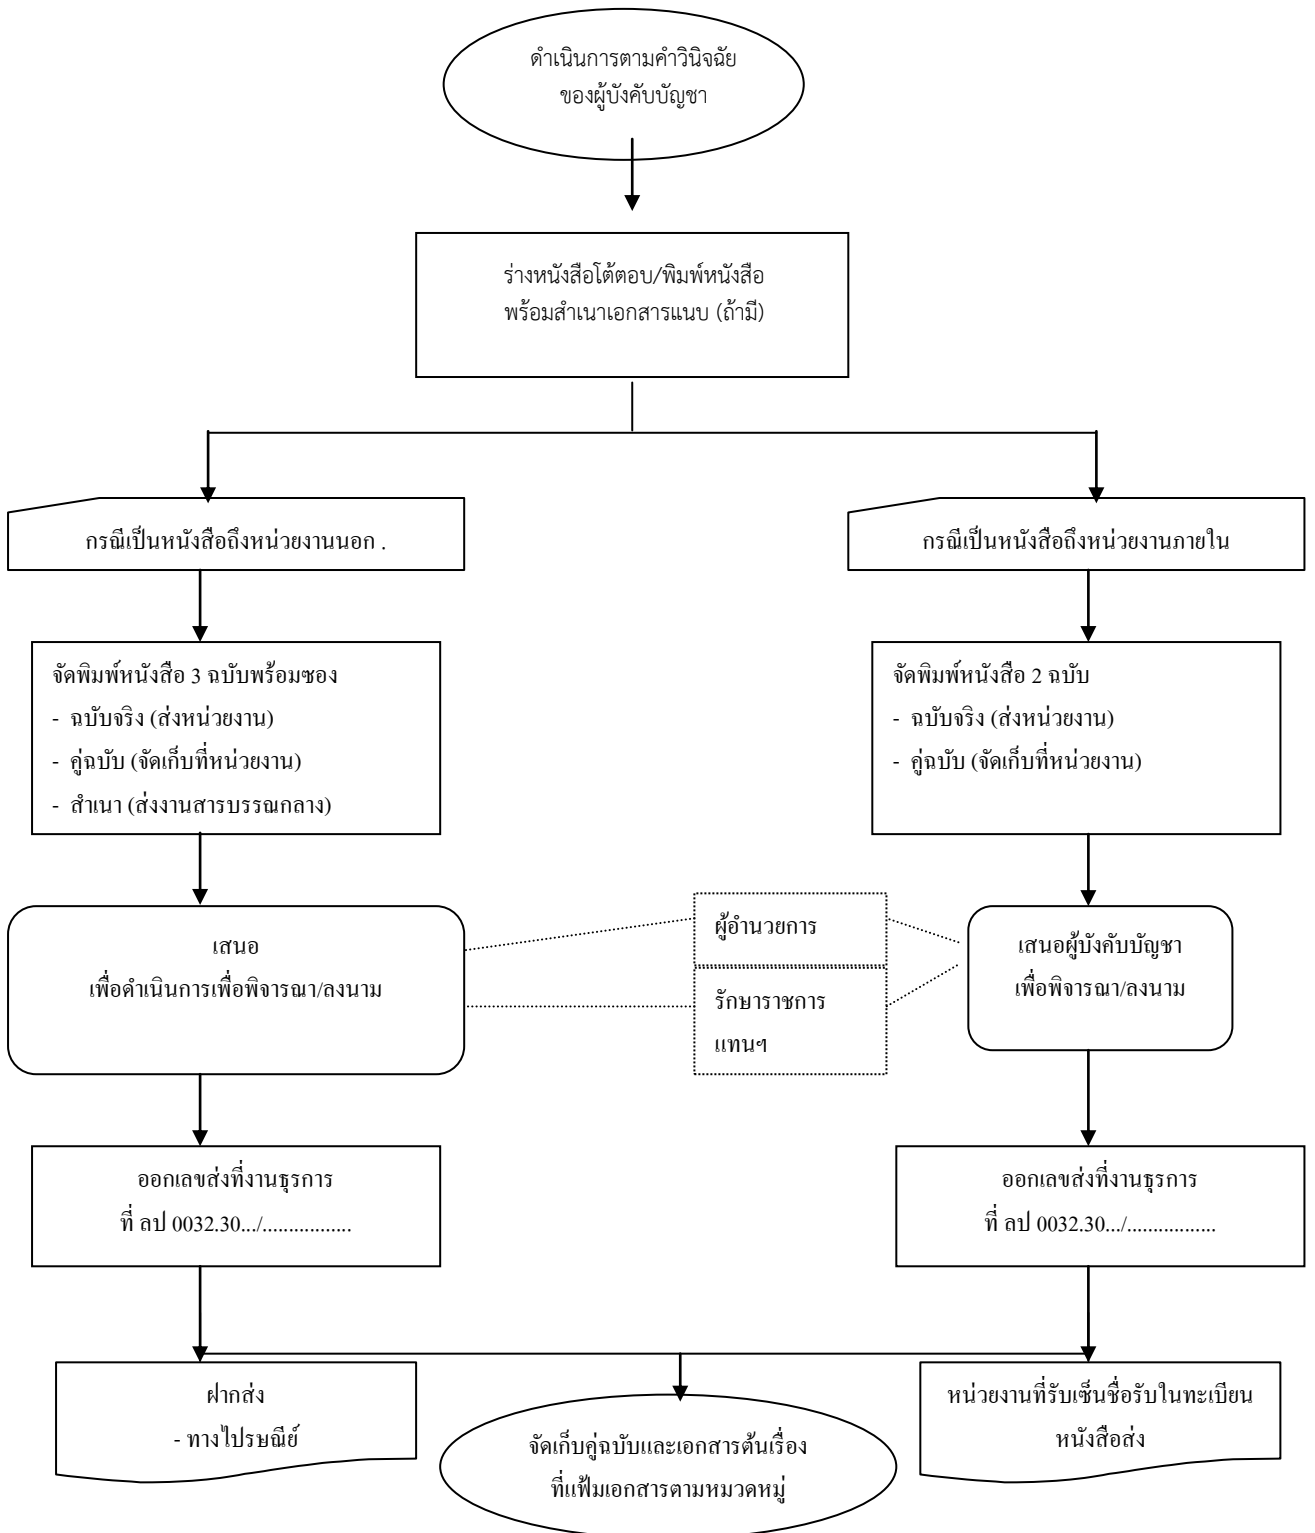 ดำเนินการตามคำวินิจฉัย
ของผู้บังคับบัญชา
ร่างหนังสือโต้ตอบ/พิมพ์หนังสือ
พร้อมสำเนาเอกสารแนบ (ถ้ามี)
กรณีเป็นหนังสือถึงหน่วยงานนอก .
กรณีเป็นหนังสือถึงหน่วยงานภายใน
จัดพิมพ์หนังสือ 3 ฉบับพร้อมซอง
- ฉบับจริง (ส่งหน่วยงาน)
- คู่ฉบับ (จัดเก็บที่หน่วยงาน)
- สำเนา (ส่งงานสารบรรณกลาง)
จัดพิมพ์หนังสือ 2 ฉบับ
- ฉบับจริง (ส่งหน่วยงาน)
- คู่ฉบับ (จัดเก็บที่หน่วยงาน)
เสนอ
เพื่อดำเนินการเพื่อพิจารณา/ลงนาม
ผู้อำนวยการ
รักษาราชการ
แทนฯ
เสนอผู้บังคับบัญชา
เพื่อพิจารณา/ลงนาม
ออกเลขส่งที่งานธุรการ
ที่ ลป 0032.30.../.................
ออกเลขส่งที่งานธุรการ
ที่ ลป 0032.30.../.................
ฝากส่ง
- ทางไปรษณีย์
จัดเก็บคู่ฉบับและเอกสารต้นเรื่อง
ที่แฟ้มเอกสารตามหมวดหมู่
หน่วยงานที่รับเซ็นชื่อรับในทะเบียน
หนังสือส่ง